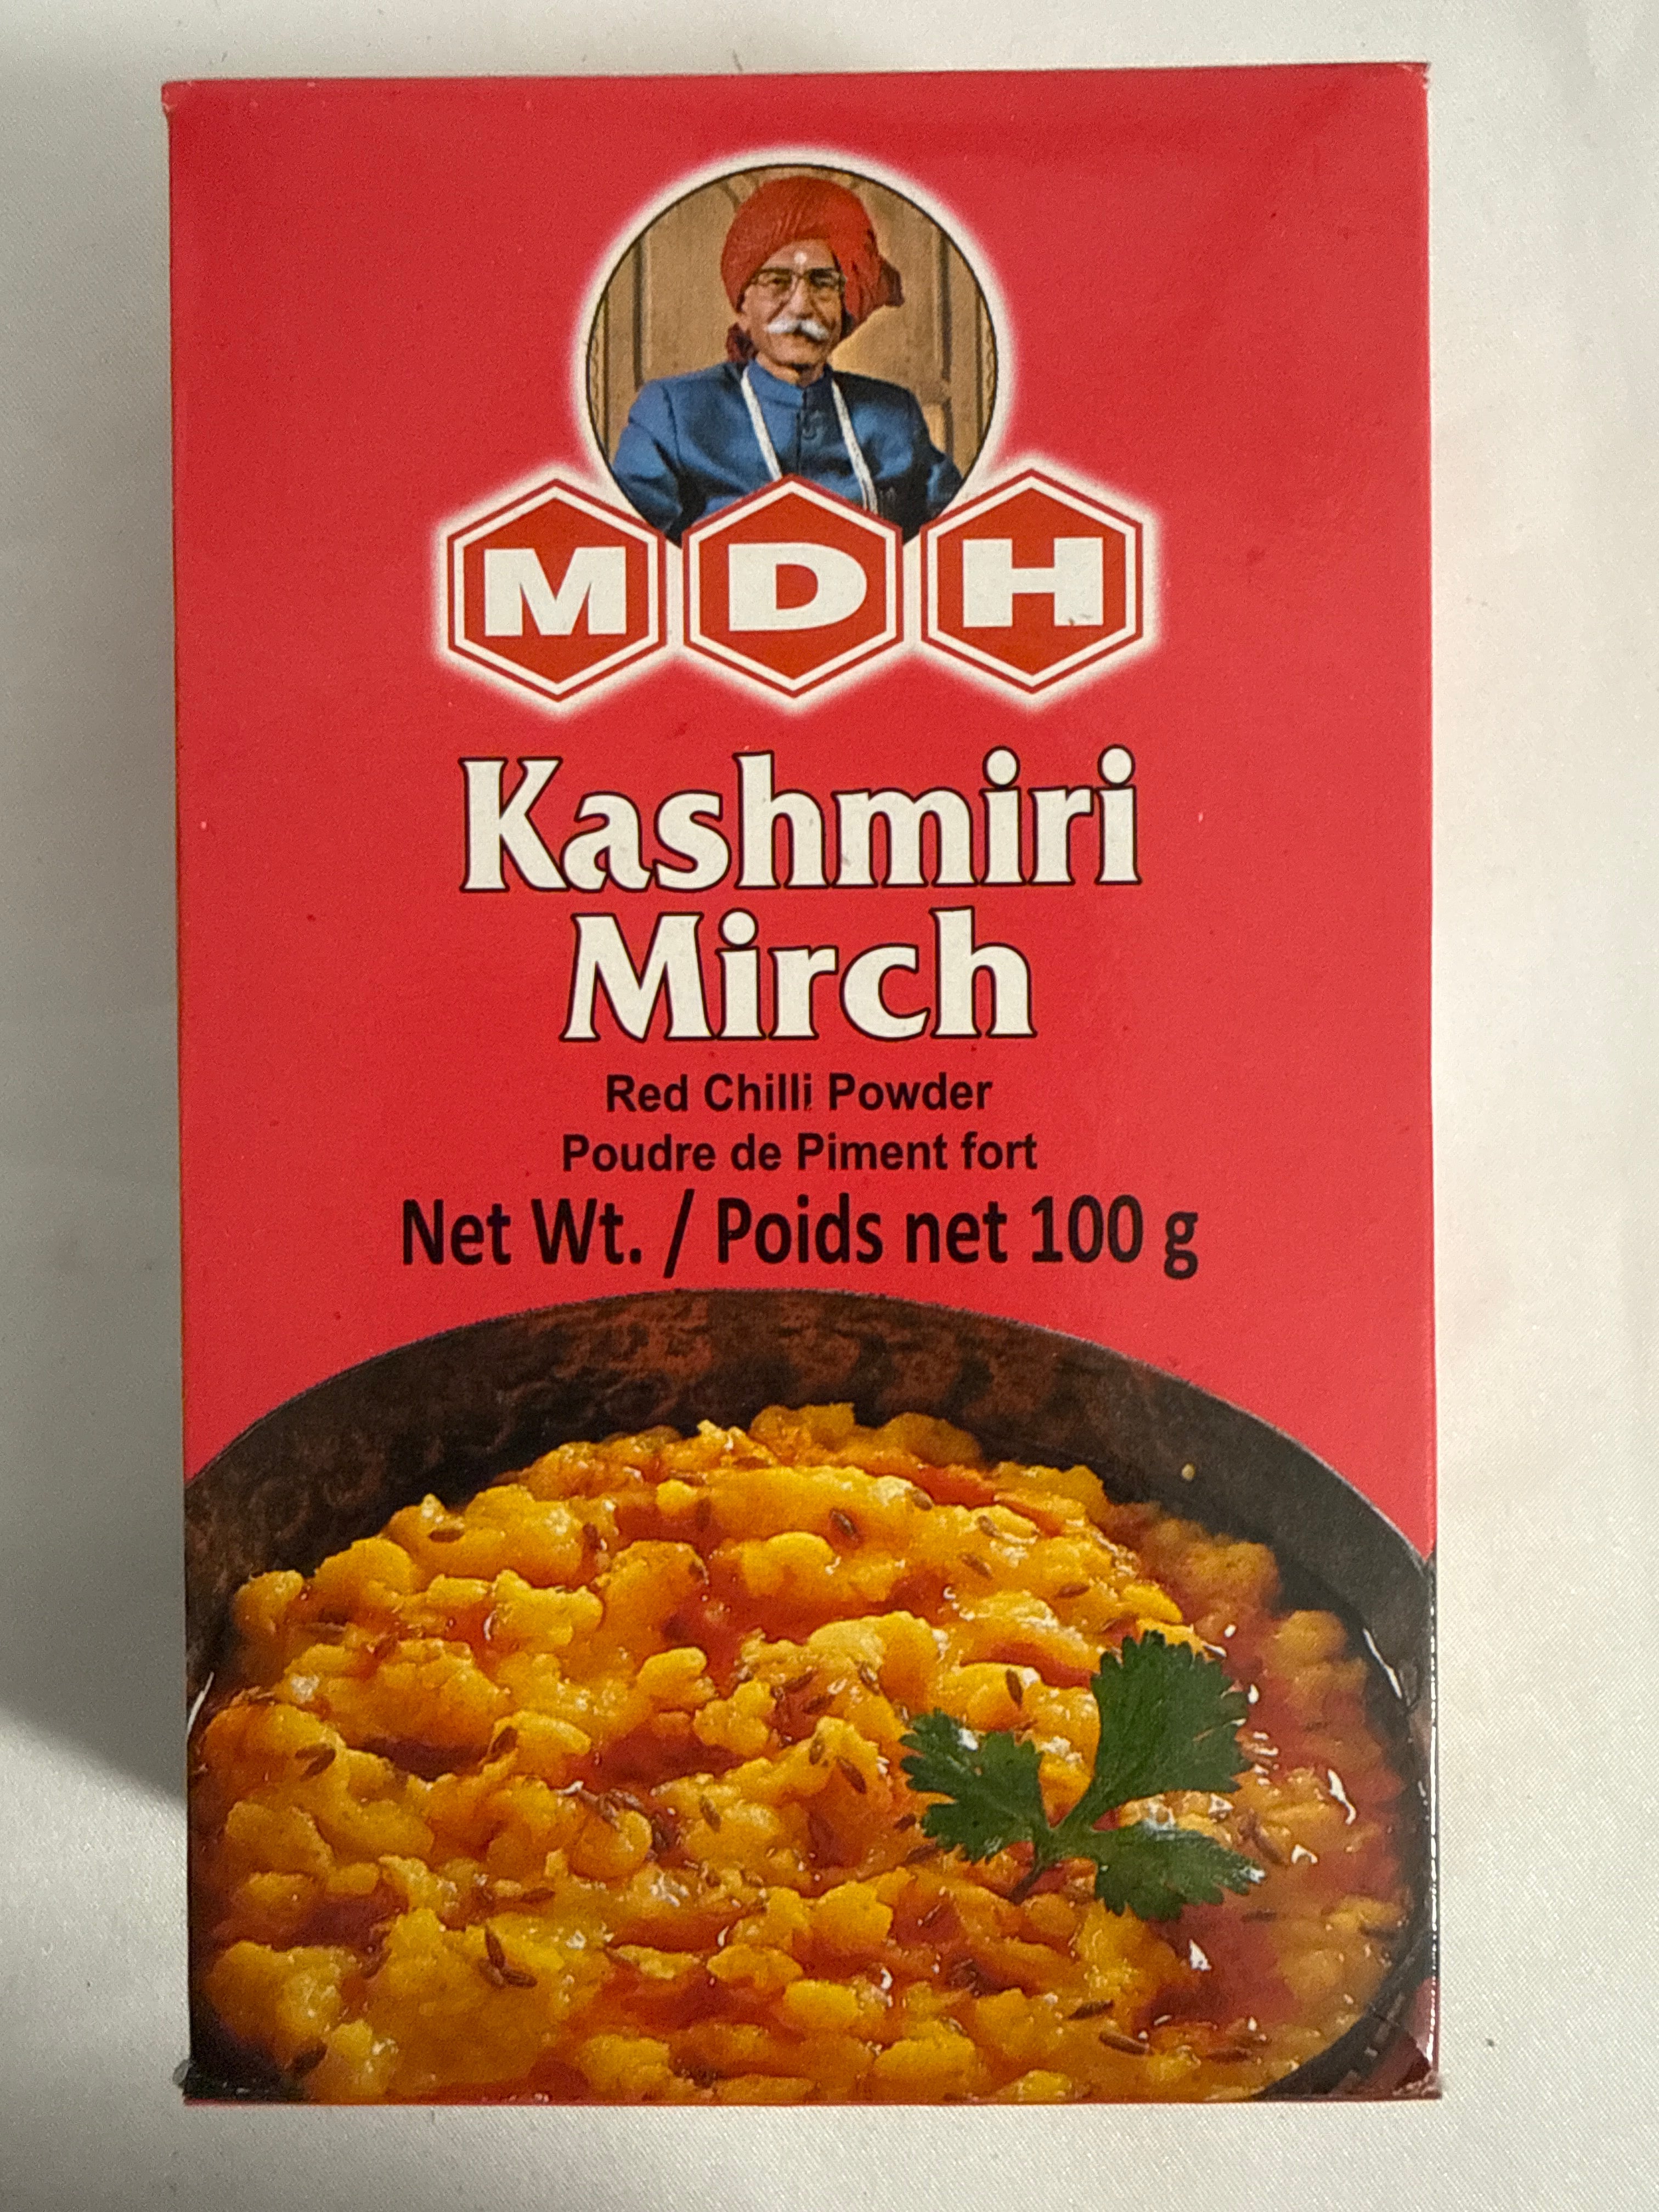 MDH
Kashmiri
Mirch
Red Chilli Powder
Poudre de Piment fort
Net Wt. / Poids net 100 g